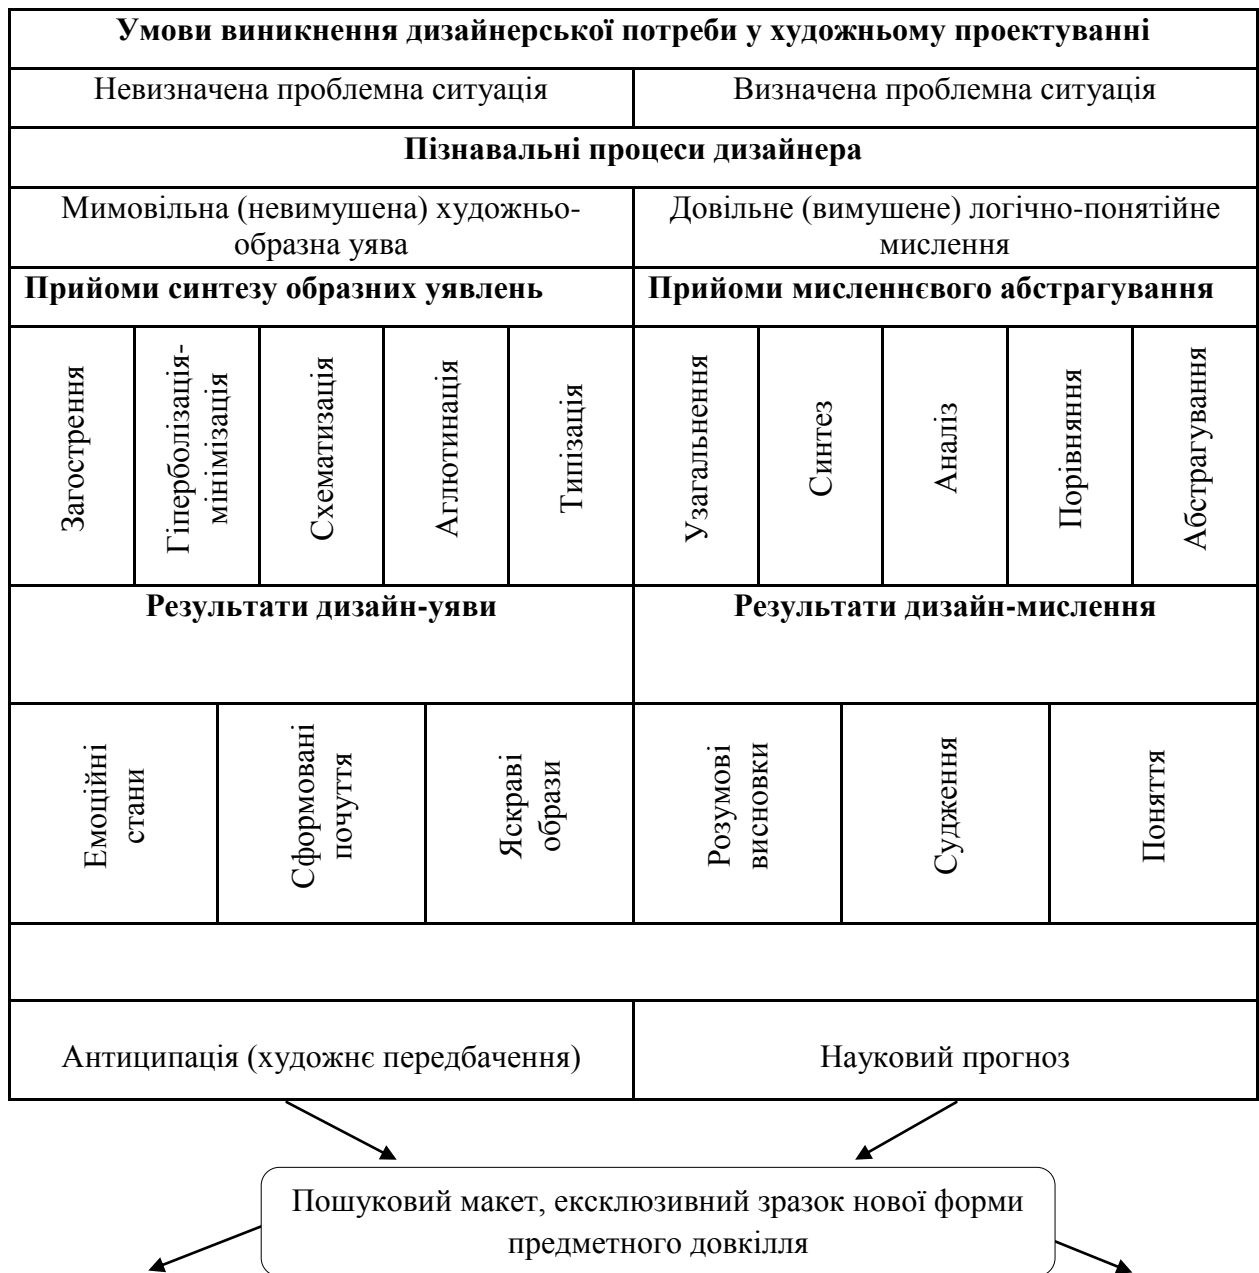 Умови виникнення дизайнерської потреби у художньому проектуванні
Невизначена проблемна ситуація
Визначена проблемна ситуація
Пізнавальні процеси дизайнера
Мимовільна (невимушена) художньо-
образна уява
Довільне (вимушене) логічно-понятійне
мислення
Прийоми синтезу образних уявлень
Прийоми мисленнєвого абстрагування
Загострення
Гіперболізація-
мінімізація
Схематизація
Аглютинація
Типізація
Узагальнення
Синтез
Аналіз
Порівняння
Абстрагування
Результати дизайн-уяви
Результати дизайн-мислення
Емоційні
стани
Сформовані
почуття
Яскраві
образи
Розумові
висновки
Судження
Поняття
Антиципація (художнє передбачення)
Науковий прогноз
Пошуковий макет, ексклюзивний зразок нової форми
предметного довкілля